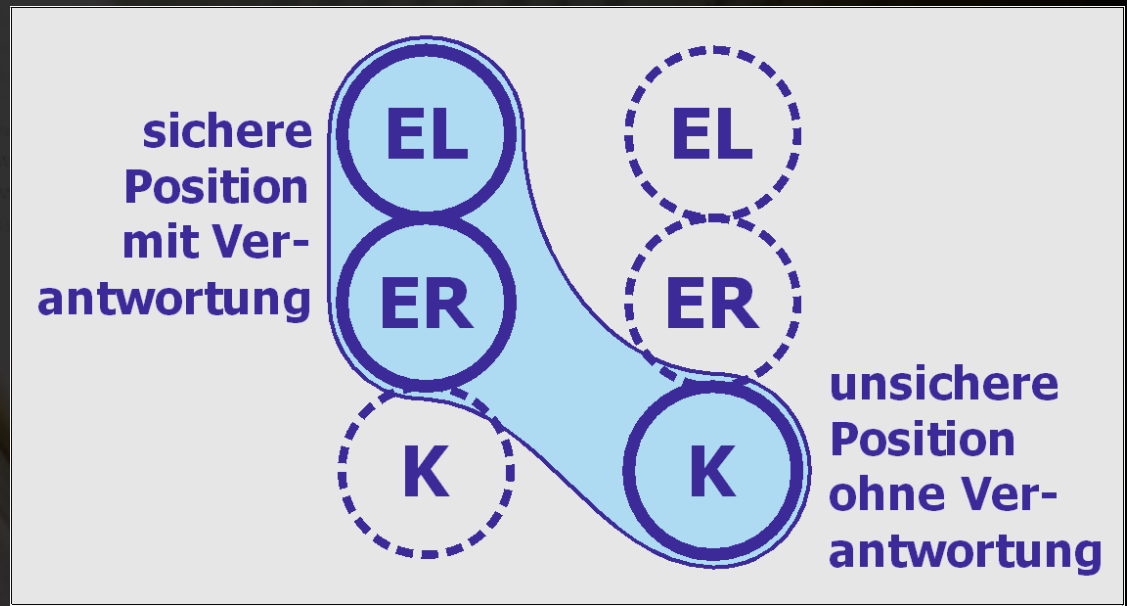 sichere
Position
mit Ver-
antwortung
EL
ER
K
EL
ER
K
unsichere
Position
ohne Ver-
antwortung